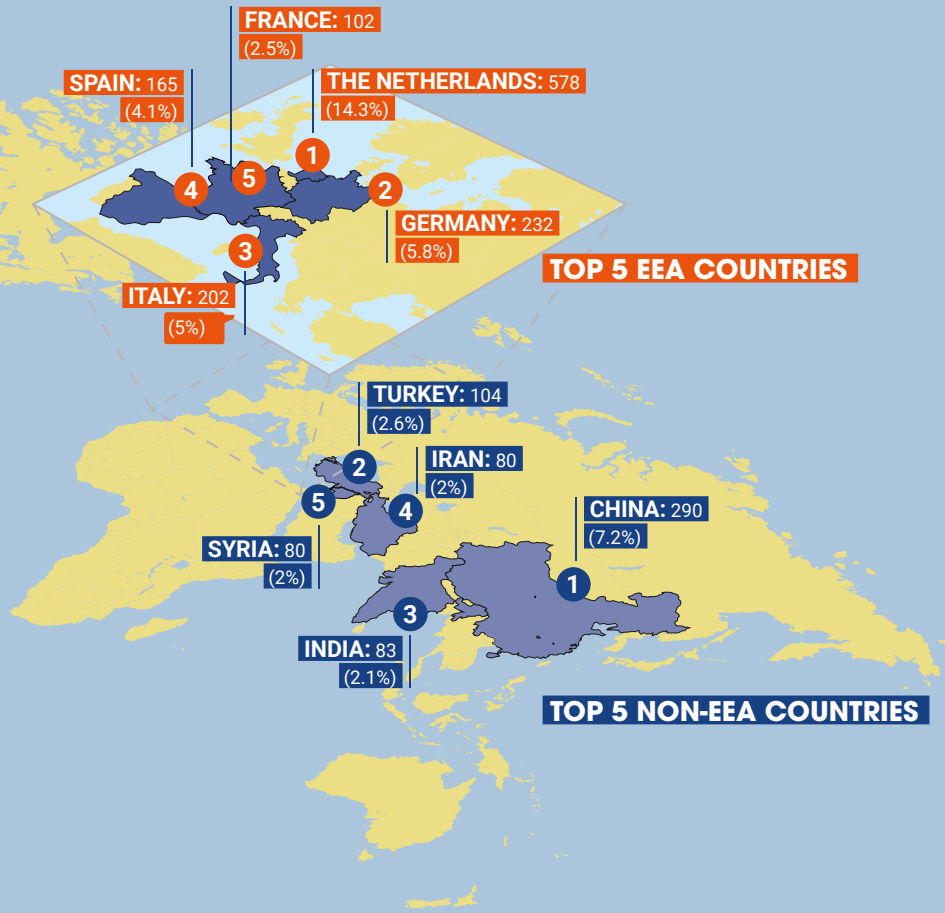 FRANCE: 102
(2.5%)
SPAIN: 165
(4.1%)
THE NETHERLANDS: 578
(14.3%)
1
5
4
2
GERMANY: 232
(5.8%)
3
ITALY: 202
(5%)
TOP 5 EEA COUNTRIES
TURKEY: 104
(2.6%)
2
IRAN: 80
(2%)
5
4
CHINA: 290
(7.2%)
SYRIA: 80
(2%)
1
3
INDIA: 83
(2.1%)
TOP 5 NON-EEA COUNTRIES